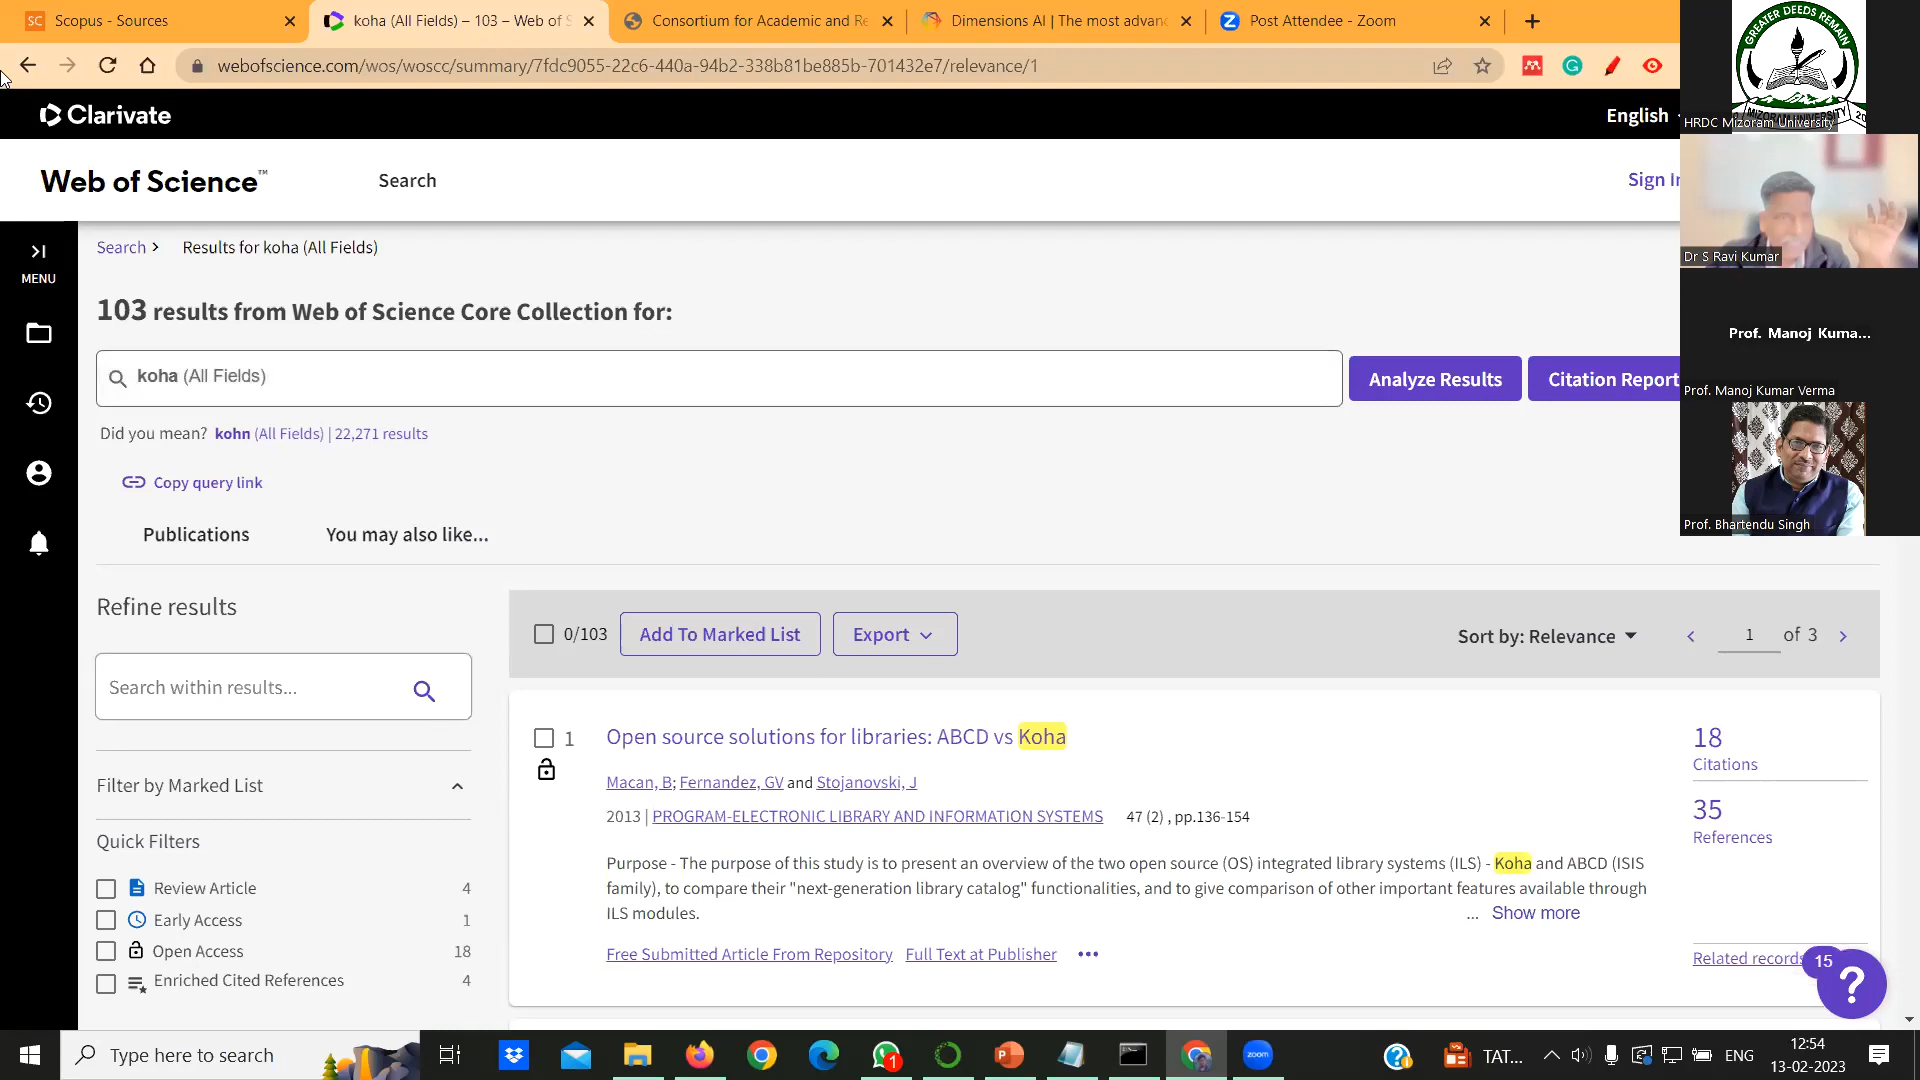 Scopus - Sources
koha (All Fields) – 103 – Web of S
Consortium for Academic and Re
Dimensions AI | The most advanc
Post Attendee - Zoom
webofscience.com/wos/woscc/summary/7fdc9055-22c6-440a-94b2-338b81be885b-701432e7/relevance/1
GREATER DEEDS REMAIN
MIZORAM UNIVERSITY
HRDC Mizoram University
Clarivate
English
Web of Science™
Search
Sign In
Dr S Ravi Kumar
MENU
Search > Results for koha (All Fields)
103 results from Web of Science Core Collection for:
koha (All Fields)
Analyze Results
Citation Report
Prof. Manoj Kuma...
Prof. Manoj Kumar Verma
Did you mean? kohn (All Fields) | 22,271 results
Copy query link
Prof. Bhartendu Singh
Publications
You may also like...
Refine results
Search within results...
Filter by Marked List
Quick Filters
Review Article 4
Early Access 1
Open Access 18
Enriched Cited References 4
0/103
Add To Marked List
Export
Sort by: Relevance
1 of 3
1
Open source solutions for libraries: ABCD vs Koha
Macan, B; Fernandez, GV and Stojanovski, J
2013 | PROGRAM-ELECTRONIC LIBRARY AND INFORMATION SYSTEMS 47 (2) , pp.136-154
Purpose - The purpose of this study is to present an overview of the two open source (OS) integrated library systems (ILS) - Koha and ABCD (ISIS
family), to compare their "next-generation library catalog" functionalities, and to give comparison of other important features available through
ILS modules.
... Show more
Free Submitted Article From Repository Full Text at Publisher •••
18
Citations
35
References
Related records
15
?
Type here to search
1
zoom
TAT...
ENG
12:54
13-02-2023